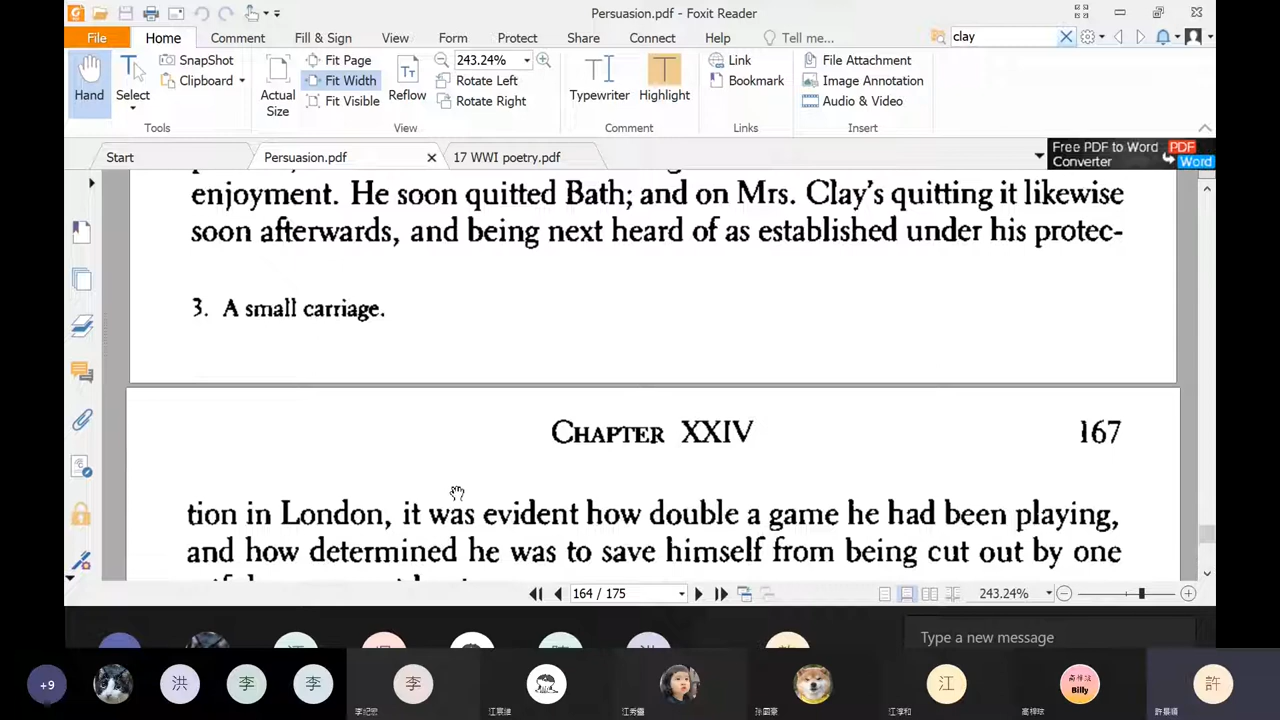 Persuasion.pdf - Foxit Reader
File
Home
Comment
Fill & Sign
View
Form
Protect
Share
Connect
Help
Tell me...
clay
Hand
Select
SnapShot
Clipboard
Actual
Size
Fit Page
Fit Width
Fit Visible
Reflow
243.24%
Rotate Left
Rotate Right
Typewriter
Highlight
Link
Bookmark
File Attachment
Image Annotation
Audio & Video
Tools
View
Comment
Links
Insert
Start
Persuasion.pdf
17 WWI poetry.pdf
Free PDF to Word
Converter
PDF
Word
enjoyment. He soon quitted Bath; and on Mrs. Clay's quitting it likewise
soon afterwards, and being next heard of as established under his protec-
3. A small carriage.
CHAPTER XXIV 167
tion in London, it was evident how double a game he had been playing,
and how determined he was to save himself from being cut out by one
164 / 175
243.24%
Type a new message
+9
洪
李
李
李
江
Billy
許
李紀宏
江淳和